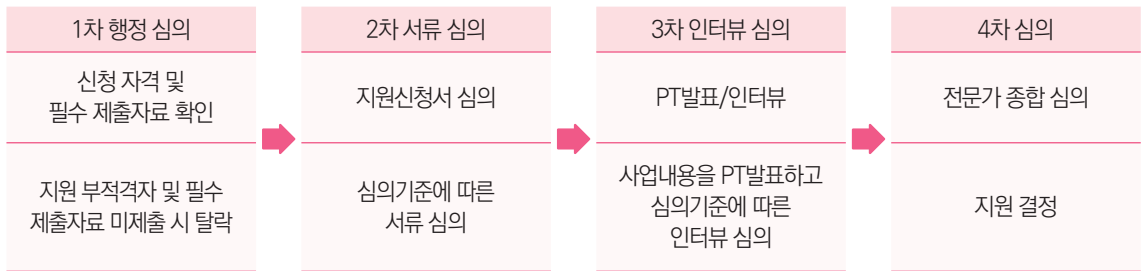 1차 행정 심의
신청 자격 및
필수 제출자료 확인
지원 부적격자 및 필수
제출자료 미제출 시 탈락
2차 서류 심의
지원신청서 심의
심의기준에 따른
서류 심의
3차 인터뷰 심의
PT발표/인터뷰
사업내용을 PT발표하고
심의기준에 따른
인터뷰 심의
4차 심의
전문가 종합 심의
지원 결정